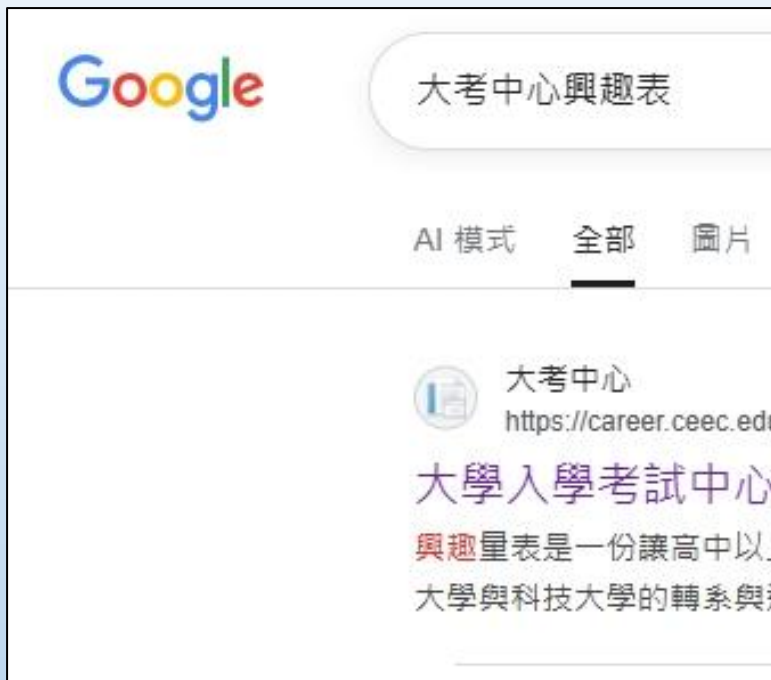 Google
大考中心興趣表
AI 模式 全部 圖片
大考中心
https://career.ceec.edu
大學入學考試中心
興趣量表是一份讓高中以
大學與科技大學的轉系與